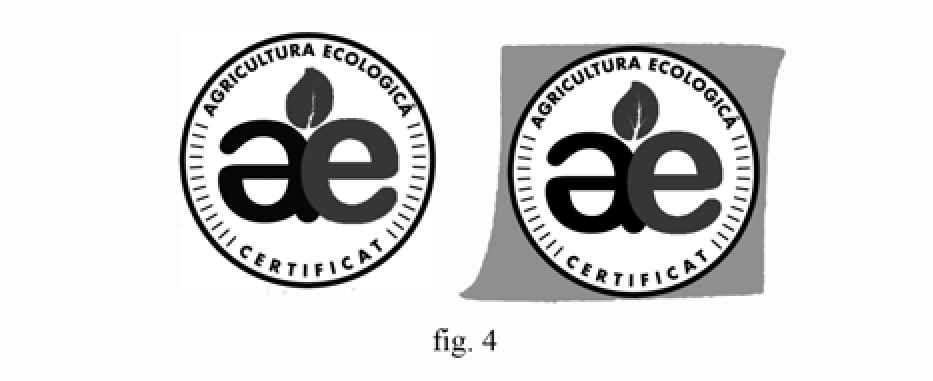 AGRICULTURA ECOLOGICĂ
ae
CERTIFICAT
AGRICULTURA ECOLOGICĂ
ae
CERTIFICAT
fig. 4